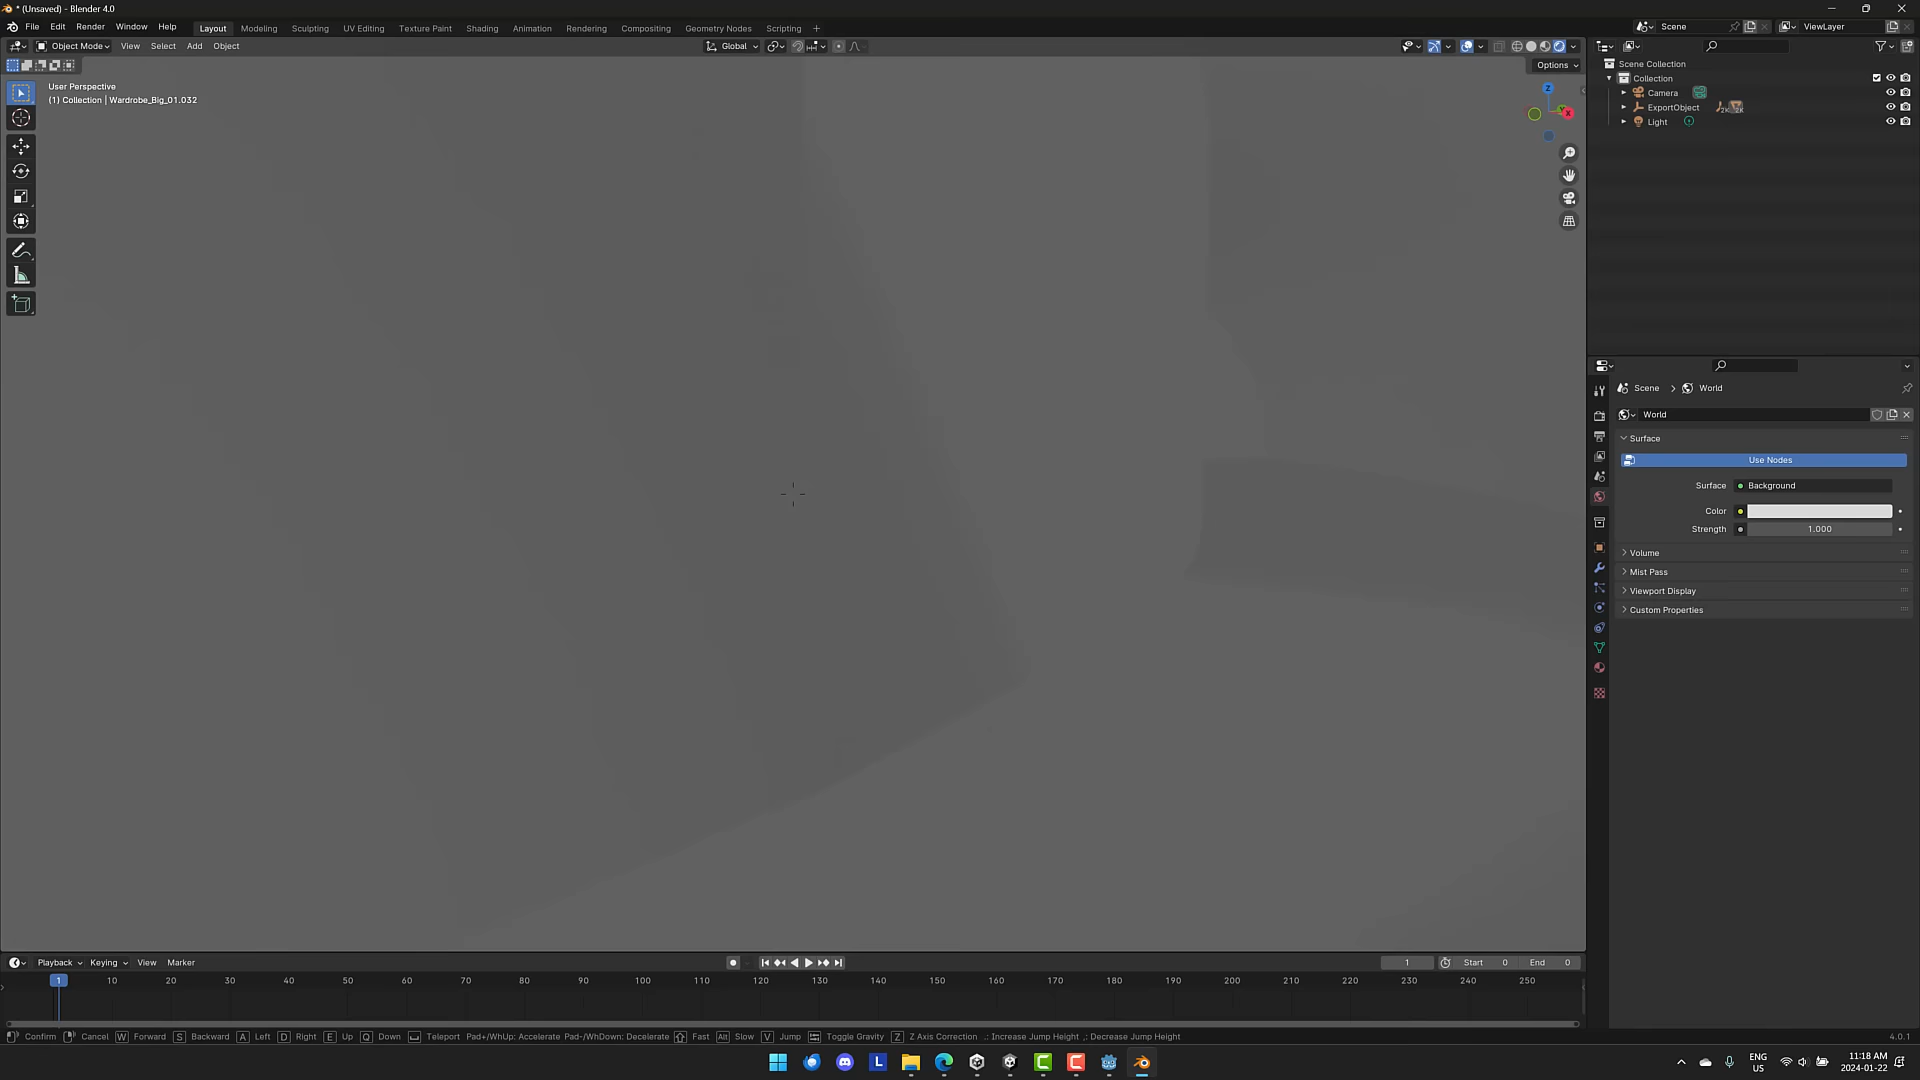 * (Unsaved) - Blender 4.0
File Edit Render Window Help
Layout Modeling Sculpting UV Editing Texture Paint Shading Animation Rendering Compositing Geometry Nodes Scripting +
Scene ViewLayer
Object Mode View Select Add Object
Global
Options
User Perspective
(1) Collection | Wardrobe_Big_01.032
Z
X
Scene Collection
Collection
Camera
ExportObject
Light
Scene > World
World
Surface
Use Nodes
Surface Background
Color
Strength 1.000
Volume
Mist Pass
Viewport Display
Custom Properties
Playback Keying View Marker
1 Start 0 End 0
1 10 20 30 40 50 60 70 80 90 100 110 120 130 140 150 160 170 180 190 200 210 220 230 240 250
Confirm Cancel W Forward S Backward A Left D Right E Up Q Down Teleport Pad+/WhUp: Accelerate Pad-/WhDown: Decelerate Fast Alt Slow V Jump Toggle Gravity Z Z Axis Correction .: Increase Jump Height ,: Decrease Jump Height 4.0.1
L
ENG
US
11:18 AM
2024-01-22